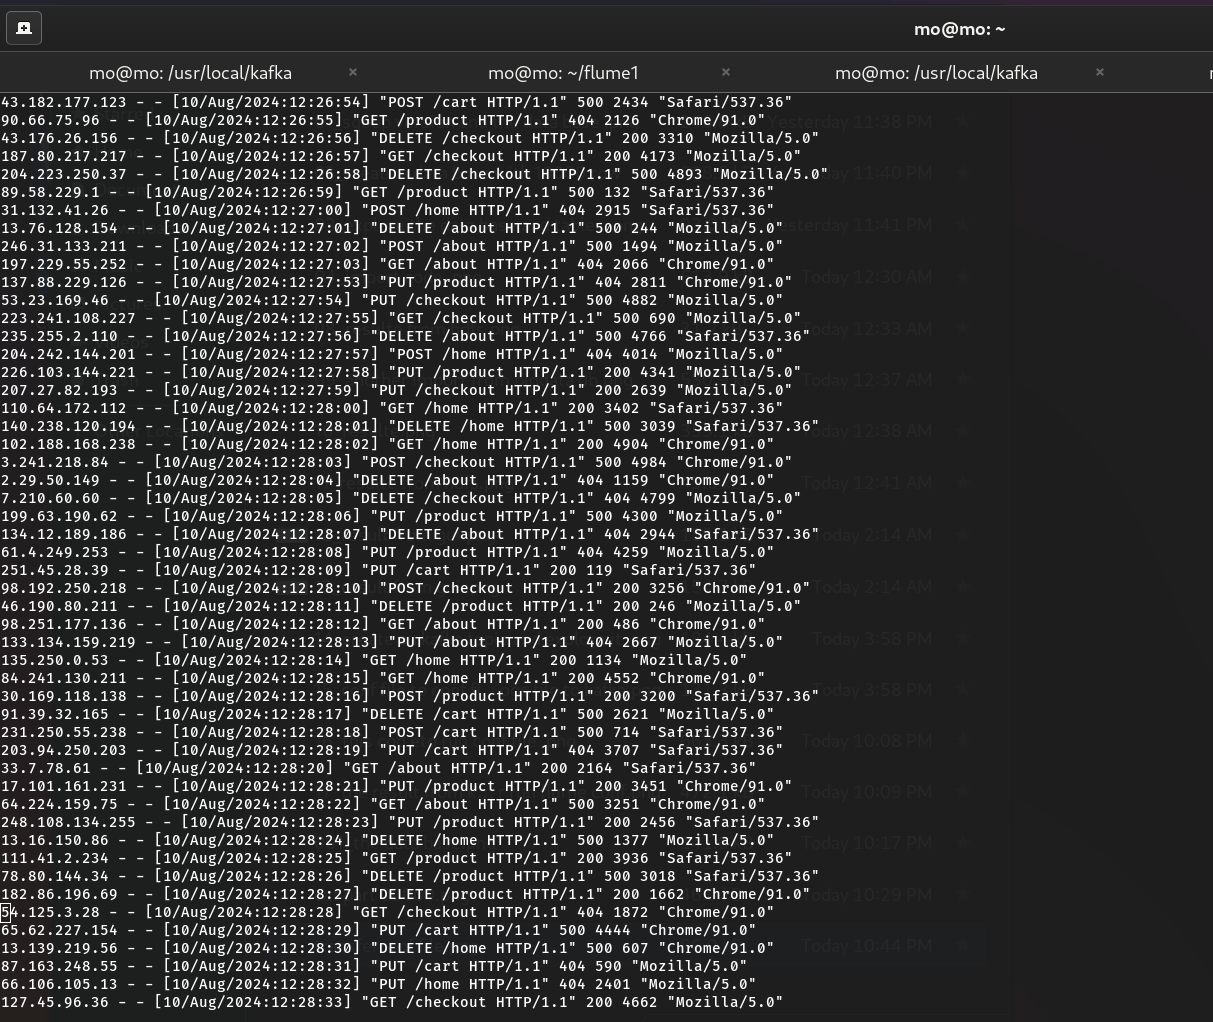 mo@mo: ~
mo@mo: /usr/local/kafka × mo@mo: ~/flume1 × mo@mo: /usr/local/kafka ×
43.182.177.123 - - [10/Aug/2024:12:26:54] "POST /cart HTTP/1.1" 500 2434 "Safari/537.36"
90.66.75.96 - - [10/Aug/2024:12:26:55] "GET /product HTTP/1.1" 404 2126 "Chrome/91.0"
43.176.26.156 - - [10/Aug/2024:12:26:56] "DELETE /checkout HTTP/1.1" 200 3310 "Mozilla/5.0"
187.80.217.217 - - [10/Aug/2024:12:26:57] "GET /checkout HTTP/1.1" 200 4173 "Mozilla/5.0"
204.223.250.37 - - [10/Aug/2024:12:26:58] "DELETE /checkout HTTP/1.1" 500 4893 "Mozilla/5.0"
89.58.229.1 - - [10/Aug/2024:12:26:59] "GET /product HTTP/1.1" 500 132 "Safari/537.36"
31.132.41.26 - - [10/Aug/2024:12:27:00] "POST /home HTTP/1.1" 404 2915 "Safari/537.36"
13.76.128.154 - - [10/Aug/2024:12:27:01] "DELETE /about HTTP/1.1" 500 244 "Mozilla/5.0"
246.31.133.211 - - [10/Aug/2024:12:27:02] "POST /about HTTP/1.1" 500 1494 "Mozilla/5.0"
197.229.55.252 - - [10/Aug/2024:12:27:03] "GET /about HTTP/1.1" 404 2066 "Chrome/91.0"
137.88.229.126 - - [10/Aug/2024:12:27:53] "PUT /product HTTP/1.1" 404 2811 "Chrome/91.0"
53.23.169.46 - - [10/Aug/2024:12:27:54] "PUT /checkout HTTP/1.1" 500 4882 "Mozilla/5.0"
223.241.108.227 - - [10/Aug/2024:12:27:55] "GET /checkout HTTP/1.1" 500 690 "Mozilla/5.0"
235.255.2.110 - - [10/Aug/2024:12:27:56] "DELETE /about HTTP/1.1" 500 4766 "Safari/537.36"
204.242.144.201 - - [10/Aug/2024:12:27:57] "POST /home HTTP/1.1" 404 4014 "Mozilla/5.0"
226.103.144.221 - - [10/Aug/2024:12:27:58] "PUT /product HTTP/1.1" 200 4341 "Mozilla/5.0"
207.27.82.193 - - [10/Aug/2024:12:27:59] "PUT /checkout HTTP/1.1" 200 2639 "Mozilla/5.0"
110.64.172.112 - - [10/Aug/2024:12:28:00] "GET /home HTTP/1.1" 200 3402 "Safari/537.36"
140.238.120.194 - - [10/Aug/2024:12:28:01] "DELETE /home HTTP/1.1" 500 3039 "Safari/537.36"
102.188.168.238 - - [10/Aug/2024:12:28:02] "GET /home HTTP/1.1" 200 4904 "Chrome/91.0"
3.241.218.84 - - [10/Aug/2024:12:28:03] "POST /checkout HTTP/1.1" 500 4984 "Chrome/91.0"
2.29.50.149 - - [10/Aug/2024:12:28:04] "DELETE /about HTTP/1.1" 404 1159 "Chrome/91.0"
7.210.60.60 - - [10/Aug/2024:12:28:05] "DELETE /checkout HTTP/1.1" 404 4799 "Mozilla/5.0"
199.63.190.62 - - [10/Aug/2024:12:28:06] "PUT /product HTTP/1.1" 500 4300 "Mozilla/5.0"
134.12.189.186 - - [10/Aug/2024:12:28:07] "DELETE /about HTTP/1.1" 404 2944 "Safari/537.36"
61.4.249.253 - - [10/Aug/2024:12:28:08] "PUT /product HTTP/1.1" 404 4259 "Mozilla/5.0"
251.45.28.39 - - [10/Aug/2024:12:28:09] "PUT /cart HTTP/1.1" 200 119 "Safari/537.36"
98.192.250.218 - - [10/Aug/2024:12:28:10] "POST /checkout HTTP/1.1" 200 3256 "Chrome/91.0"
46.190.80.211 - - [10/Aug/2024:12:28:11] "DELETE /product HTTP/1.1" 200 246 "Mozilla/5.0"
98.251.177.136 - - [10/Aug/2024:12:28:12] "GET /about HTTP/1.1" 200 486 "Chrome/91.0"
133.134.159.219 - - [10/Aug/2024:12:28:13] "PUT /about HTTP/1.1" 404 2667 "Mozilla/5.0"
135.250.0.53 - - [10/Aug/2024:12:28:14] "GET /home HTTP/1.1" 200 1134 "Mozilla/5.0"
84.241.130.211 - - [10/Aug/2024:12:28:15] "GET /home HTTP/1.1" 200 4552 "Chrome/91.0"
30.169.118.138 - - [10/Aug/2024:12:28:16] "POST /product HTTP/1.1" 200 3200 "Safari/537.36"
91.39.32.165 - - [10/Aug/2024:12:28:17] "DELETE /cart HTTP/1.1" 500 2621 "Mozilla/5.0"
231.250.55.238 - - [10/Aug/2024:12:28:18] "POST /cart HTTP/1.1" 500 714 "Safari/537.36"
203.94.250.203 - - [10/Aug/2024:12:28:19] "PUT /cart HTTP/1.1" 404 3707 "Safari/537.36"
33.7.78.61 - - [10/Aug/2024:12:28:20] "GET /about HTTP/1.1" 200 2164 "Safari/537.36"
17.101.161.231 - - [10/Aug/2024:12:28:21] "PUT /product HTTP/1.1" 200 3451 "Chrome/91.0"
64.224.159.75 - - [10/Aug/2024:12:28:22] "GET /about HTTP/1.1" 500 3251 "Chrome/91.0"
248.108.134.255 - - [10/Aug/2024:12:28:23] "PUT /product HTTP/1.1" 200 2456 "Safari/537.36"
13.16.150.86 - - [10/Aug/2024:12:28:24] "DELETE /home HTTP/1.1" 500 1377 "Mozilla/5.0"
111.41.2.234 - - [10/Aug/2024:12:28:25] "GET /product HTTP/1.1" 200 3936 "Safari/537.36"
78.80.144.34 - - [10/Aug/2024:12:28:26] "DELETE /product HTTP/1.1" 500 3018 "Safari/537.36"
182.86.196.69 - - [10/Aug/2024:12:28:27] "DELETE /product HTTP/1.1" 200 1662 "Chrome/91.0"
54.125.3.28 - - [10/Aug/2024:12:28:28] "GET /checkout HTTP/1.1" 404 1872 "Chrome/91.0"
65.62.227.154 - - [10/Aug/2024:12:28:29] "PUT /cart HTTP/1.1" 500 4444 "Chrome/91.0"
13.139.219.56 - - [10/Aug/2024:12:28:30] "DELETE /home HTTP/1.1" 500 607 "Chrome/91.0"
87.163.248.55 - - [10/Aug/2024:12:28:31] "PUT /cart HTTP/1.1" 404 590 "Mozilla/5.0"
66.106.105.13 - - [10/Aug/2024:12:28:32] "PUT /home HTTP/1.1" 404 2401 "Mozilla/5.0"
127.45.96.36 - - [10/Aug/2024:12:28:33] "GET /checkout HTTP/1.1" 200 4662 "Mozilla/5.0"